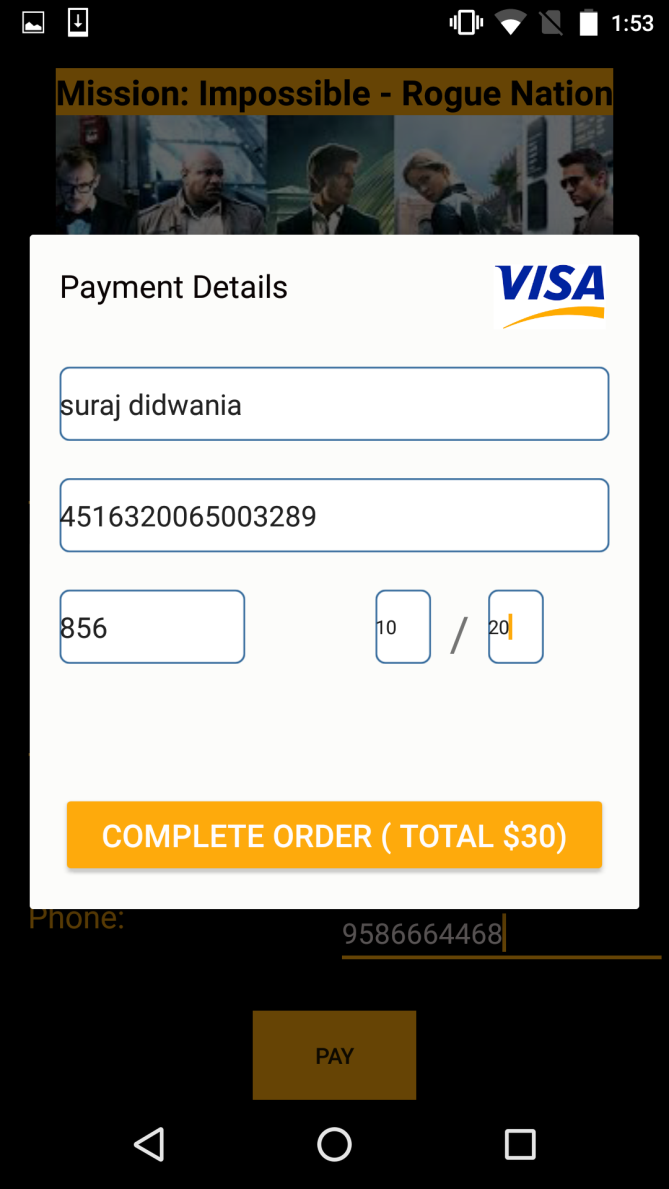 1:53
Mission: Impossible - Rogue Nation
Payment Details
VISA
suraj didwania
4516320065003289
856
10 / 20
COMPLETE ORDER ( TOTAL $30)
Phone:
9586664468
PAY